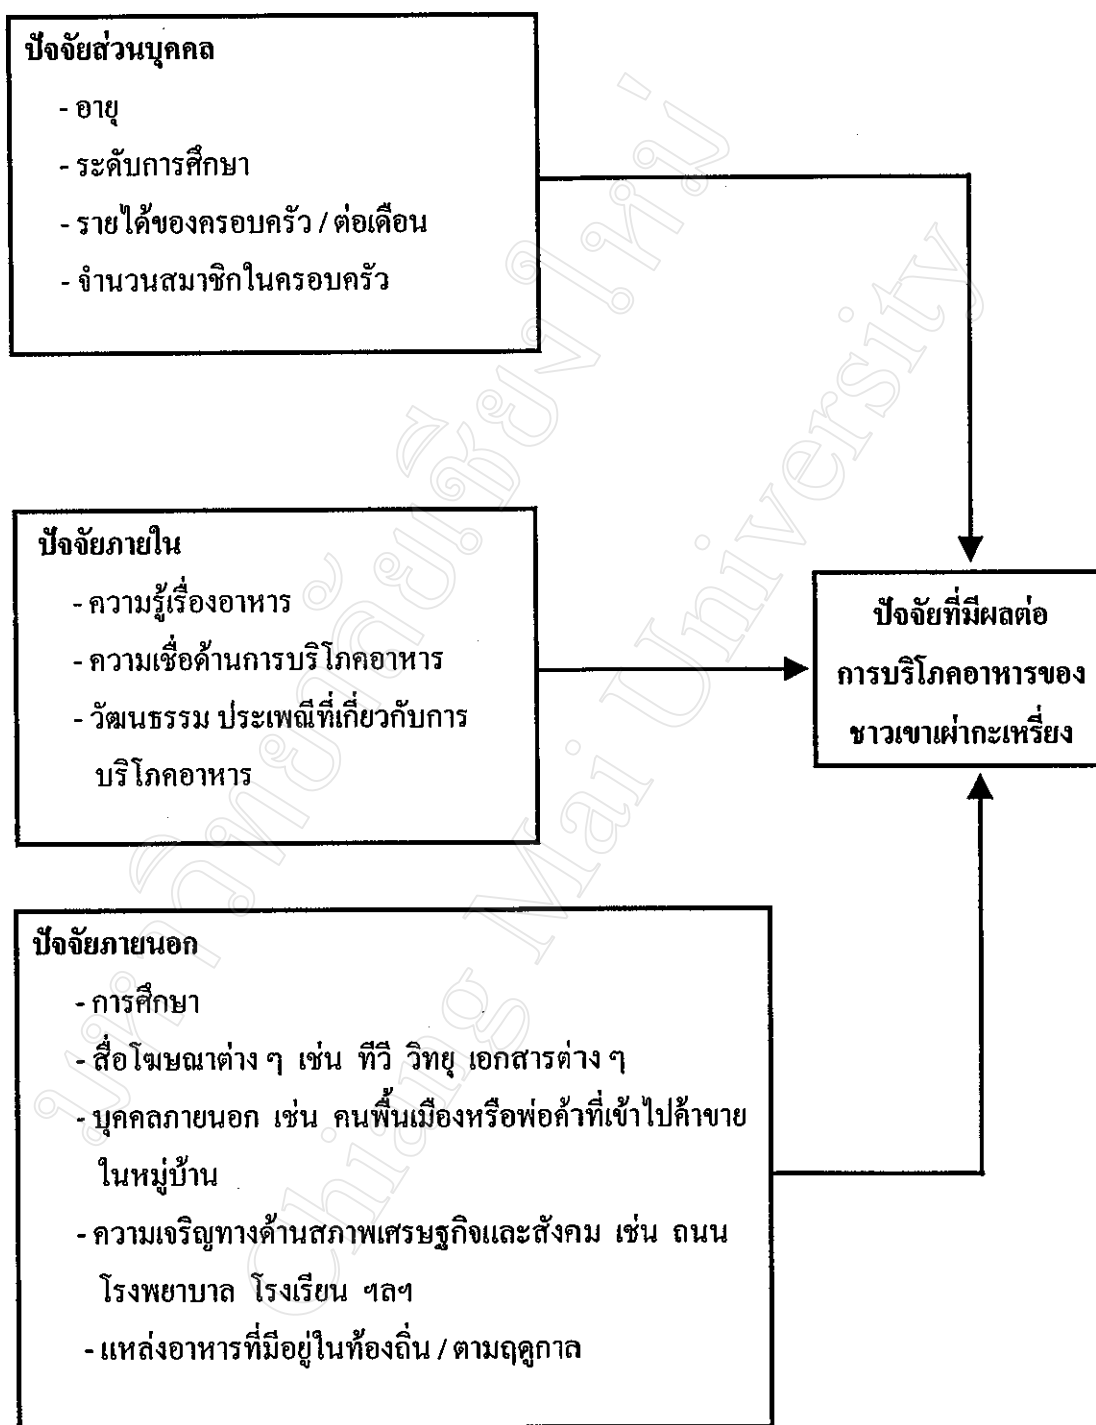 ปัจจัยส่วนบุคคล
- อายุ
- ระดับการศึกษา
- รายได้ของครอบครัว / ต่อเดือน
- จำนวนสมาชิกในครอบครัว
ปัจจัยภายใน
- ความรู้เรื่องอาหาร
- ความเชื่อด้านการบริโภคอาหาร
- วัฒนธรรม ประเพณีที่เกี่ยวกับการ
บริโภคอาหาร
ปัจจัยที่มีผลต่อ
การบริโภคอาหารของ
ชาวเขาเผ่ากะเหรี่ยง
ปัจจัยภายนอก
- การศึกษา
- สื่อโฆษณาต่าง ๆ เช่น ทีวี วิทยุ เอกสารต่าง ๆ
- บุคคลภายนอก เช่น คนพื้นเมืองหรือพ่อค้าที่เข้าไปค้าขาย
ในหมู่บ้าน
- ความเจริญทางด้านสภาพเศรษฐกิจและสังคม เช่น ถนน
โรงพยาบาล โรงเรียน ฯลฯ
- แหล่งอาหารที่มีอยู่ในท้องถิ่น / ตามฤดูกาล
มหาวิทยาลัยเชียงใหม่
Chiang Mai University